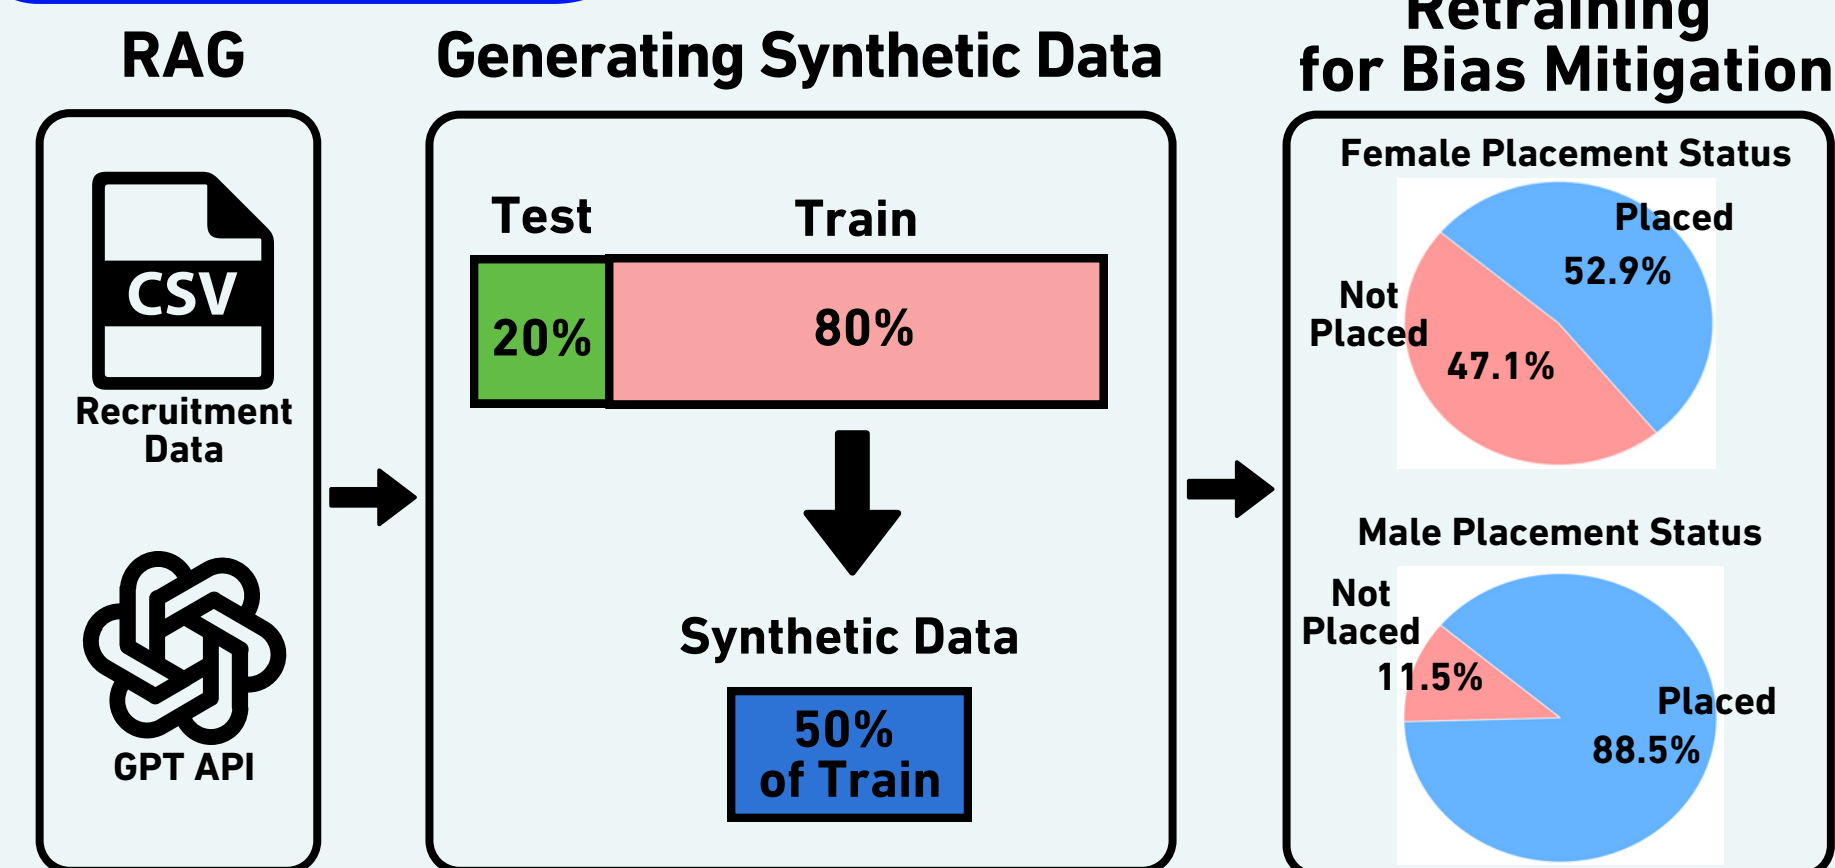 RAG
CSV
Recruitment
Data
GPT API
Generating Synthetic Data
Test
Train
20%
80%
Synthetic Data
50%
of Train
Retraining
for Bias Mitigation
Female Placement Status
Placed
52.9%
Not
Placed
47.1%
Male Placement Status
Not
Placed
11.5%
Placed
88.5%